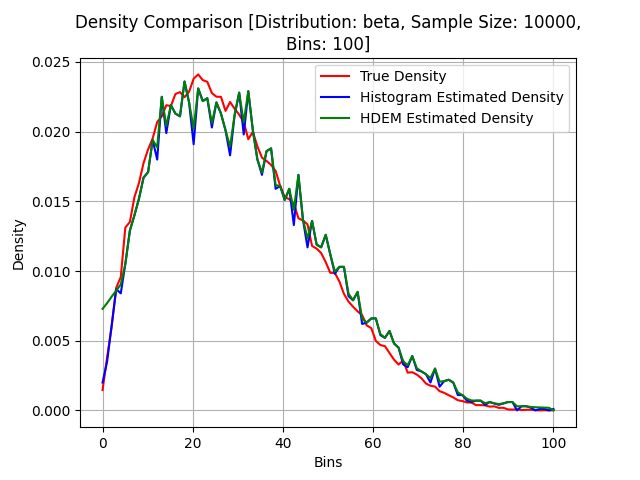 Density Comparison [Distribution: beta, Sample Size: 10000,
Bins: 100]
True Density
Histogram Estimated Density
HDEM Estimated Density
Density
0.025
0.020
0.015
0.010
0.005
0.000
0 20 40 60 80 100
Bins